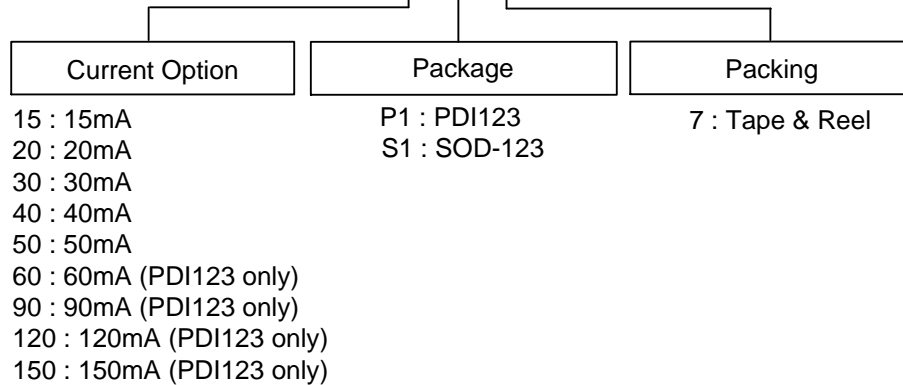 Current Option
Package
Packing
15 : 15mA
20 : 20mA
30 : 30mA
40 : 40mA
50 : 50mA
60 : 60mA (PDI123 only)
90 : 90mA (PDI123 only)
120 : 120mA (PDI123 only)
150 : 150mA (PDI123 only)
P1 : PDI123
S1 : SOD-123
7 : Tape & Reel